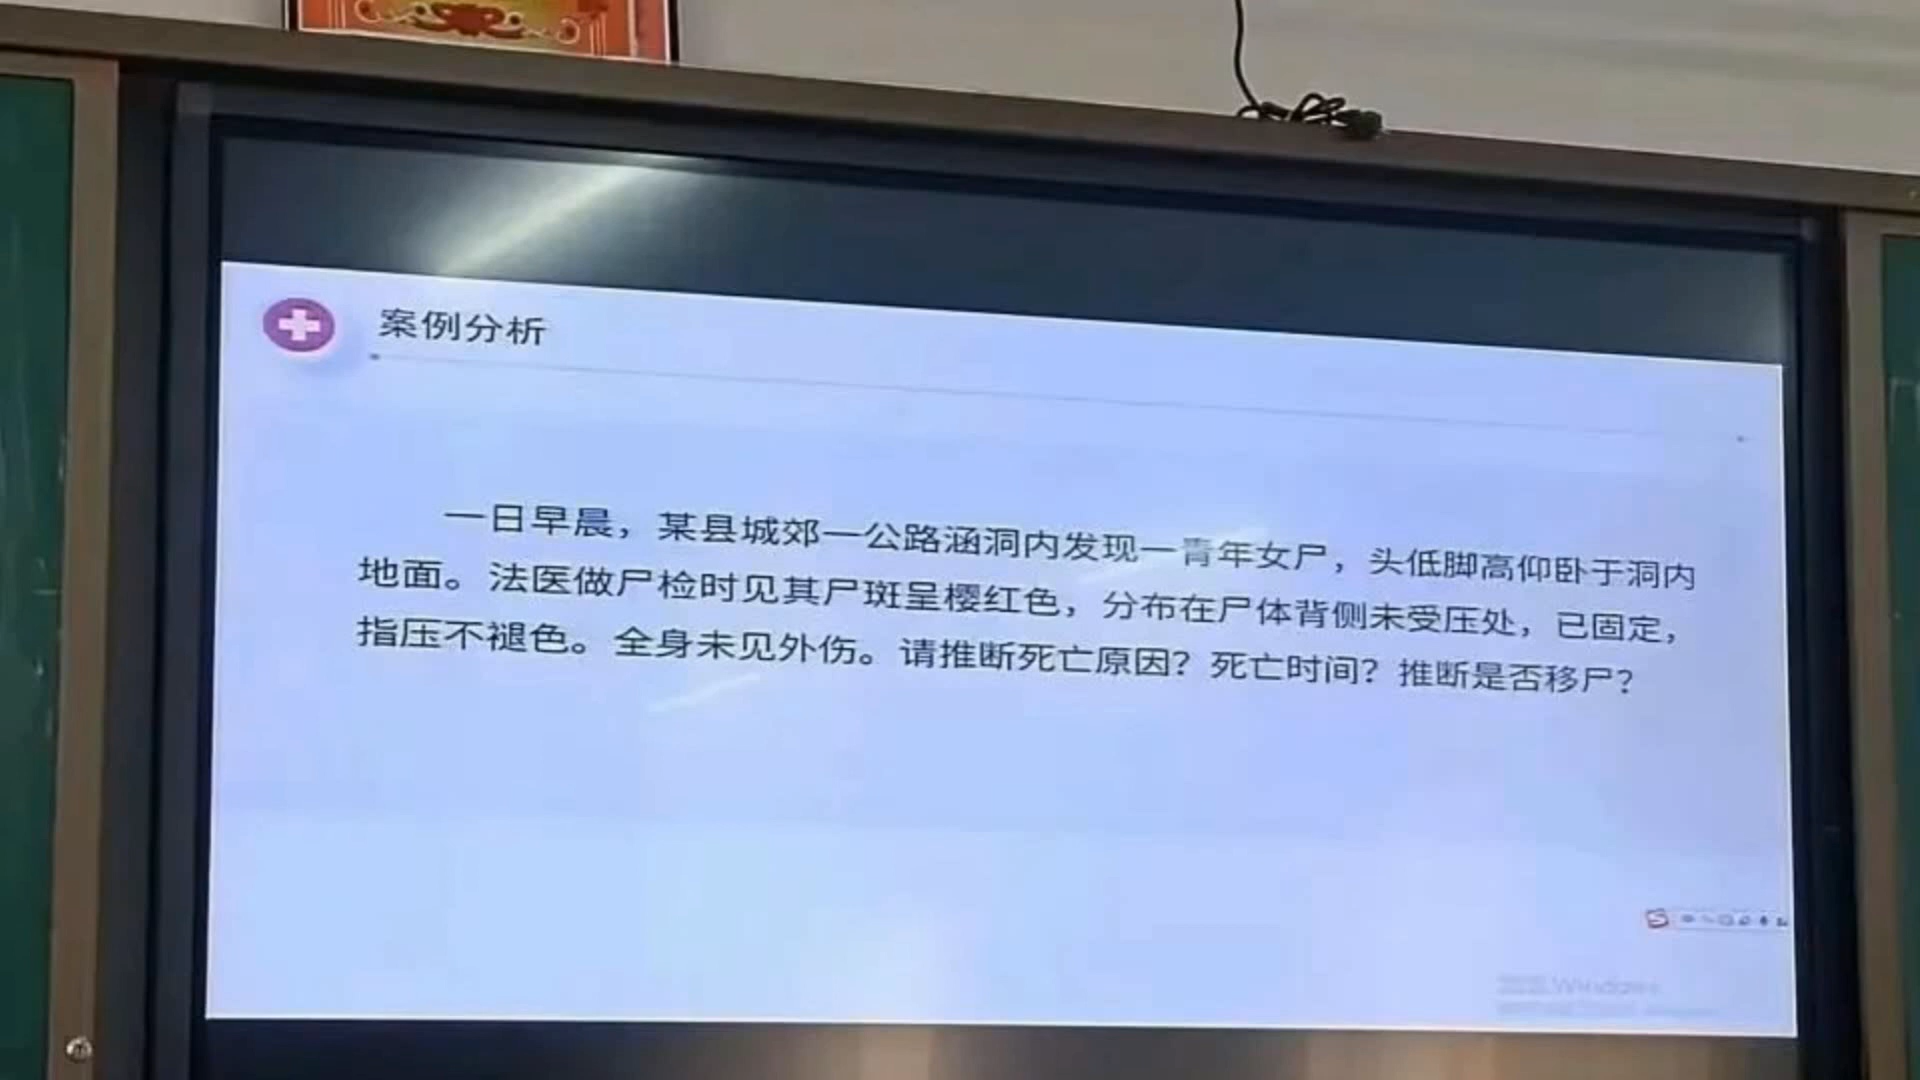 案例分析
一日早晨，某县城郊一公路涵洞内发现一青年女尸，头低脚高仰卧于洞内
地面。法医做尸检时见其尸斑呈樱红色，分布在尸体背侧未受压处，已固定，
指压不褪色。全身未见外伤。请推断死亡原因？死亡时间？推断是否移尸？